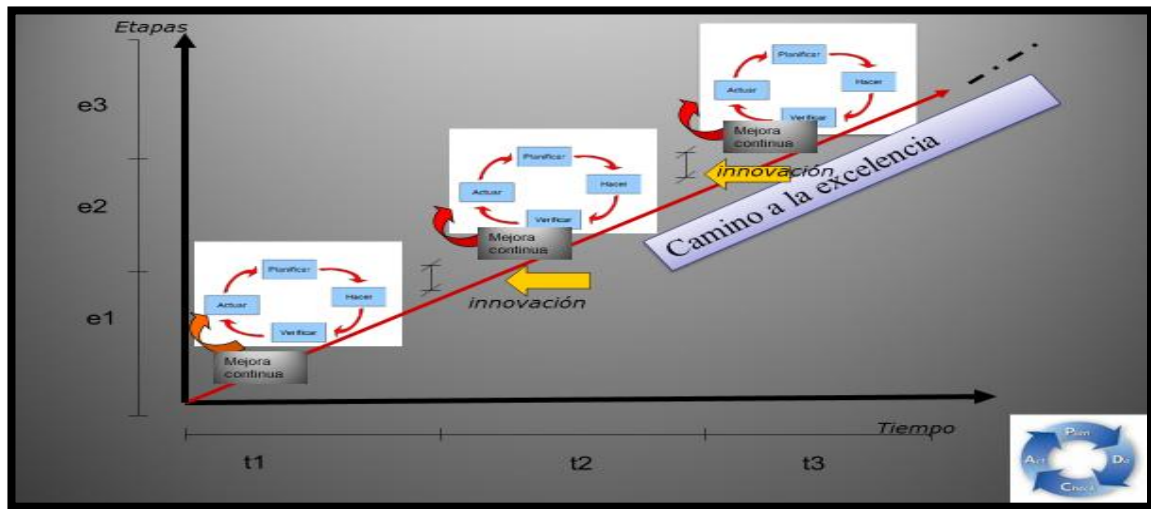 Etapas
e3
e2
e1
Planificar
Hacer
Verificar
Actuar
Mejora
continua
innovación
Planificar
Hacer
Verificar
Actuar
Mejora
continua
innovación
Planificar
Hacer
Verificar
Actuar
Mejora
continua
Camino a la excelencia
Tiempo
t1
t2
t3
Plan
Do
Check
Act